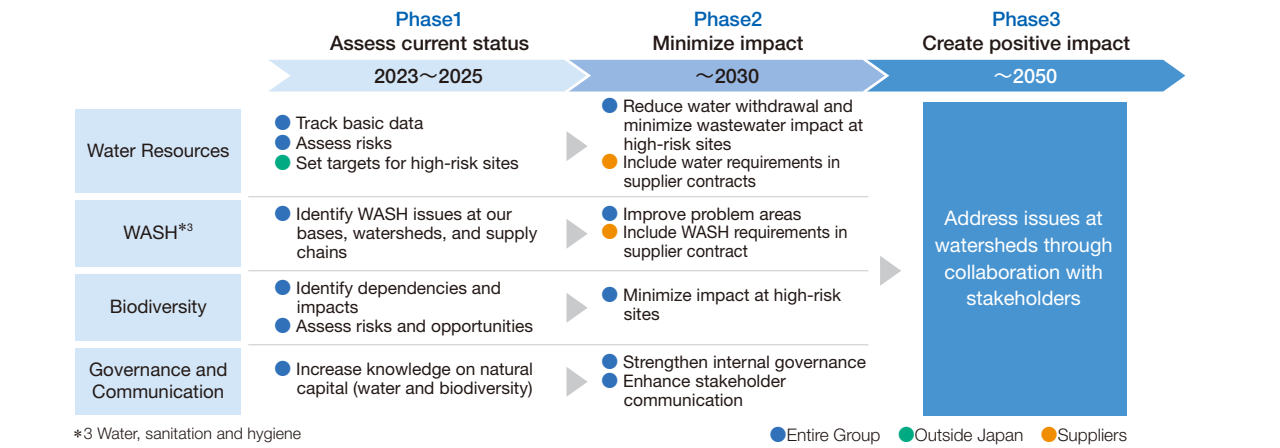 Phase1
Assess current status
Phase2
Minimize impact
Phase3
Create positive impact
2023～2025
～2030
～2050
Water Resources
Track basic data
Assess risks
Set targets for high-risk sites
Reduce water withdrawal and
minimize wastewater impact at
high-risk sites
Include water requirements in
supplier contracts
WASH*3
Identify WASH issues at our
bases, watersheds, and supply
chains
Improve problem areas
Include WASH requirements in
supplier contract
Biodiversity
Identify dependencies and
impacts
Assess risks and opportunities
Minimize impact at high-risk
sites
Governance and
Communication
Increase knowledge on natural
capital (water and biodiversity)
Strengthen internal governance
Enhance stakeholder
communication
Address issues at
watersheds through
collaboration with
stakeholders
*3 Water, sanitation and hygiene
Entire Group Outside Japan Suppliers